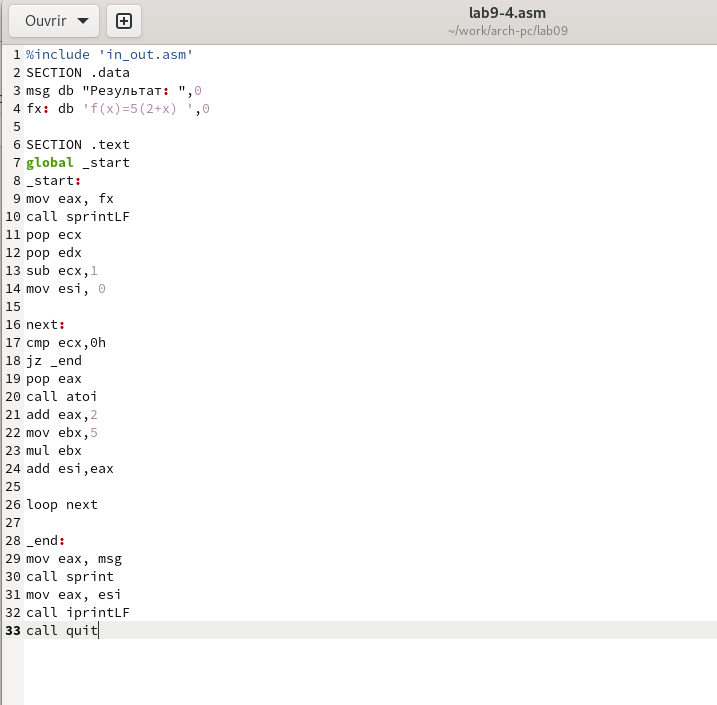 Ouvrir
lab9-4.asm
~/work/arch-pc/lab09
1 %include 'in_out.asm'
2 SECTION .data
3 msg db "Результат: ",0
4 fx: db 'f(x)=5(2+x) ',0
5
6 SECTION .text
7 global _start
8 _start:
9 mov eax, fx
10 call sprintLF
11 pop ecx
12 pop edx
13 sub ecx,1
14 mov esi, 0
15
16 next:
17 cmp ecx,0h
18 jz _end
19 pop eax
20 call atoi
21 add eax,2
22 mov ebx,5
23 mul ebx
24 add esi,eax
25
26 loop next
27
28 _end:
29 mov eax, msg
30 call sprint
31 mov eax, esi
32 call iprintLF
33 call quit